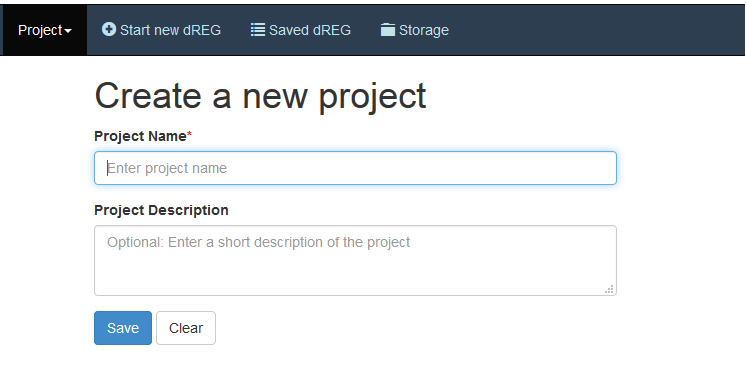 Project Start new dREG Saved dREG Storage
Create a new project
Project Name*
Enter project name
Project Description
Optional: Enter a short description of the project
Save Clear